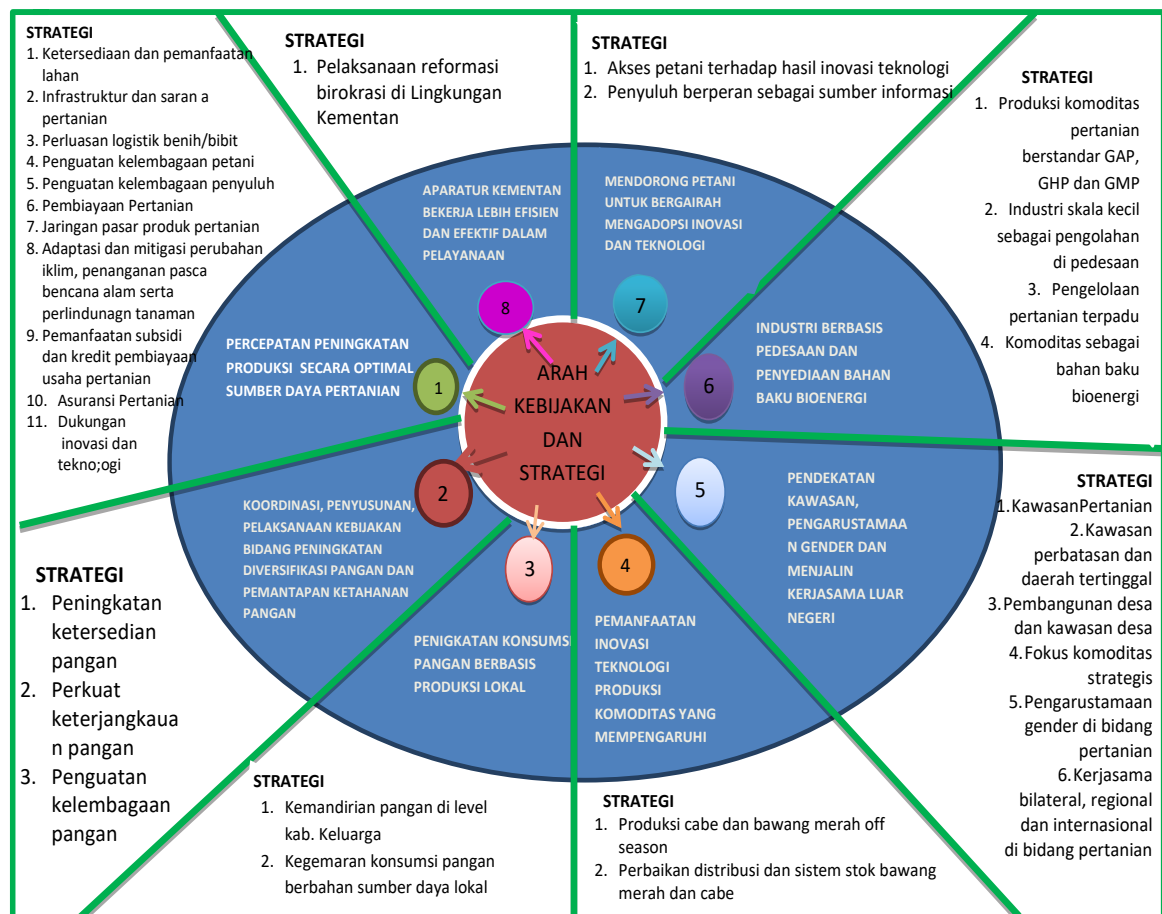 STRATEGI
1. Ketersediaan dan pemanfaatan
lahan
2. Infrastruktur dan saran a
pertanian
3. Perluasan logistik benih/bibit
4. Penguatan kelembagaan petani
5. Penguatan kelembagaan penyuluh
6. Pembiayaan Pertanian
7. Jaringan pasar produk pertanian
8. Adaptasi dan mitigasi perubahan
iklim, penanganan pasca
bencana alam serta
perlindunagn tanaman
9. Pemanfaatan subsidi
dan kredit pembiayaan
usaha pertanian
10. Asuransi Pertanian
11. Dukungan
inovasi dan
tekno;ogi
STRATEGI
1. Pelaksanaan reformasi
birokrasi di Lingkungan
Kementan
STRATEGI
1. Akses petani terhadap hasil inovasi teknologi
2. Penyuluh berperan sebagai sumber informasi
STRATEGI
1. Produksi komoditas
pertanian
berstandar GAP,
GHP dan GMP
2. Industri skala kecil
sebagai pengolahan
di pedesaan
3. Pengelolaan
pertanian terpadu
4. Komoditas sebagai
bahan baku
bioenergi
APARATUR KEMENTAN
BEKERJA LEBIH EFISIEN
DAN EFEKTIF DALAM
PELAYANAAN
8
MENDORONG PETANI
UNTUK BERGAIRAH
MENGADOPSI INOVASI
DAN TEKNOLOGI
7
PERCEPATAN PENINGKATAN
PRODUKSI SECARA OPTIMAL
SUMBER DAYA PERTANIAN
1
ARAH
KEBIJAKAN
DAN
STRATEGI
6
INDUSTRI BERBASIS
PEDESAAN DAN
PENYEDIAAN BAHAN
BAKU BIOENERGI
KOORDINASI, PENYUSUNAN,
PELAKSANAAN KEBIJAKAN
BIDANG PENINGKATAN
DIVERSIFIKASI PANGAN DAN
PEMANTAPAN KETAHANAN
PANGAN
2
5
PENDEKATAN
KAWASAN,
PENGARUSTAMAA
N GENDER DAN
MENJALIN
KERJASAMA LUAR
NEGERI
3
PENIGKATAN KONSUMSI
PANGAN BERBASIS
PRODUKSI LOKAL
4
PEMANFAATAN
INOVASI
TEKNOLOGI
PRODUKSI
KOMODITAS YANG
MEMPENGARUHI
STRATEGI
1. Peningkatan
ketersedian
pangan
2. Perkuat
keterjangkaua
n pangan
3. Penguatan
kelembagaan
pangan
STRATEGI
1. Kemandirian pangan di level
kab. Keluarga
2. Kegemaran konsumsi pangan
berbahan sumber daya lokal
STRATEGI
1. Produksi cabe dan bawang merah off
season
2. Perbaikan distribusi dan sistem stok bawang
merah dan cabe
STRATEGI
1. KawasanPertanian
2. Kawasan
perbatasan dan
daerah tertinggal
3. Pembangunan desa
dan kawasan desa
4. Fokus komoditas
strategis
5. Pengarustamaan
gender di bidang
pertanian
6. Kerjasama
bilateral, regional
dan internasional
di bidang pertanian